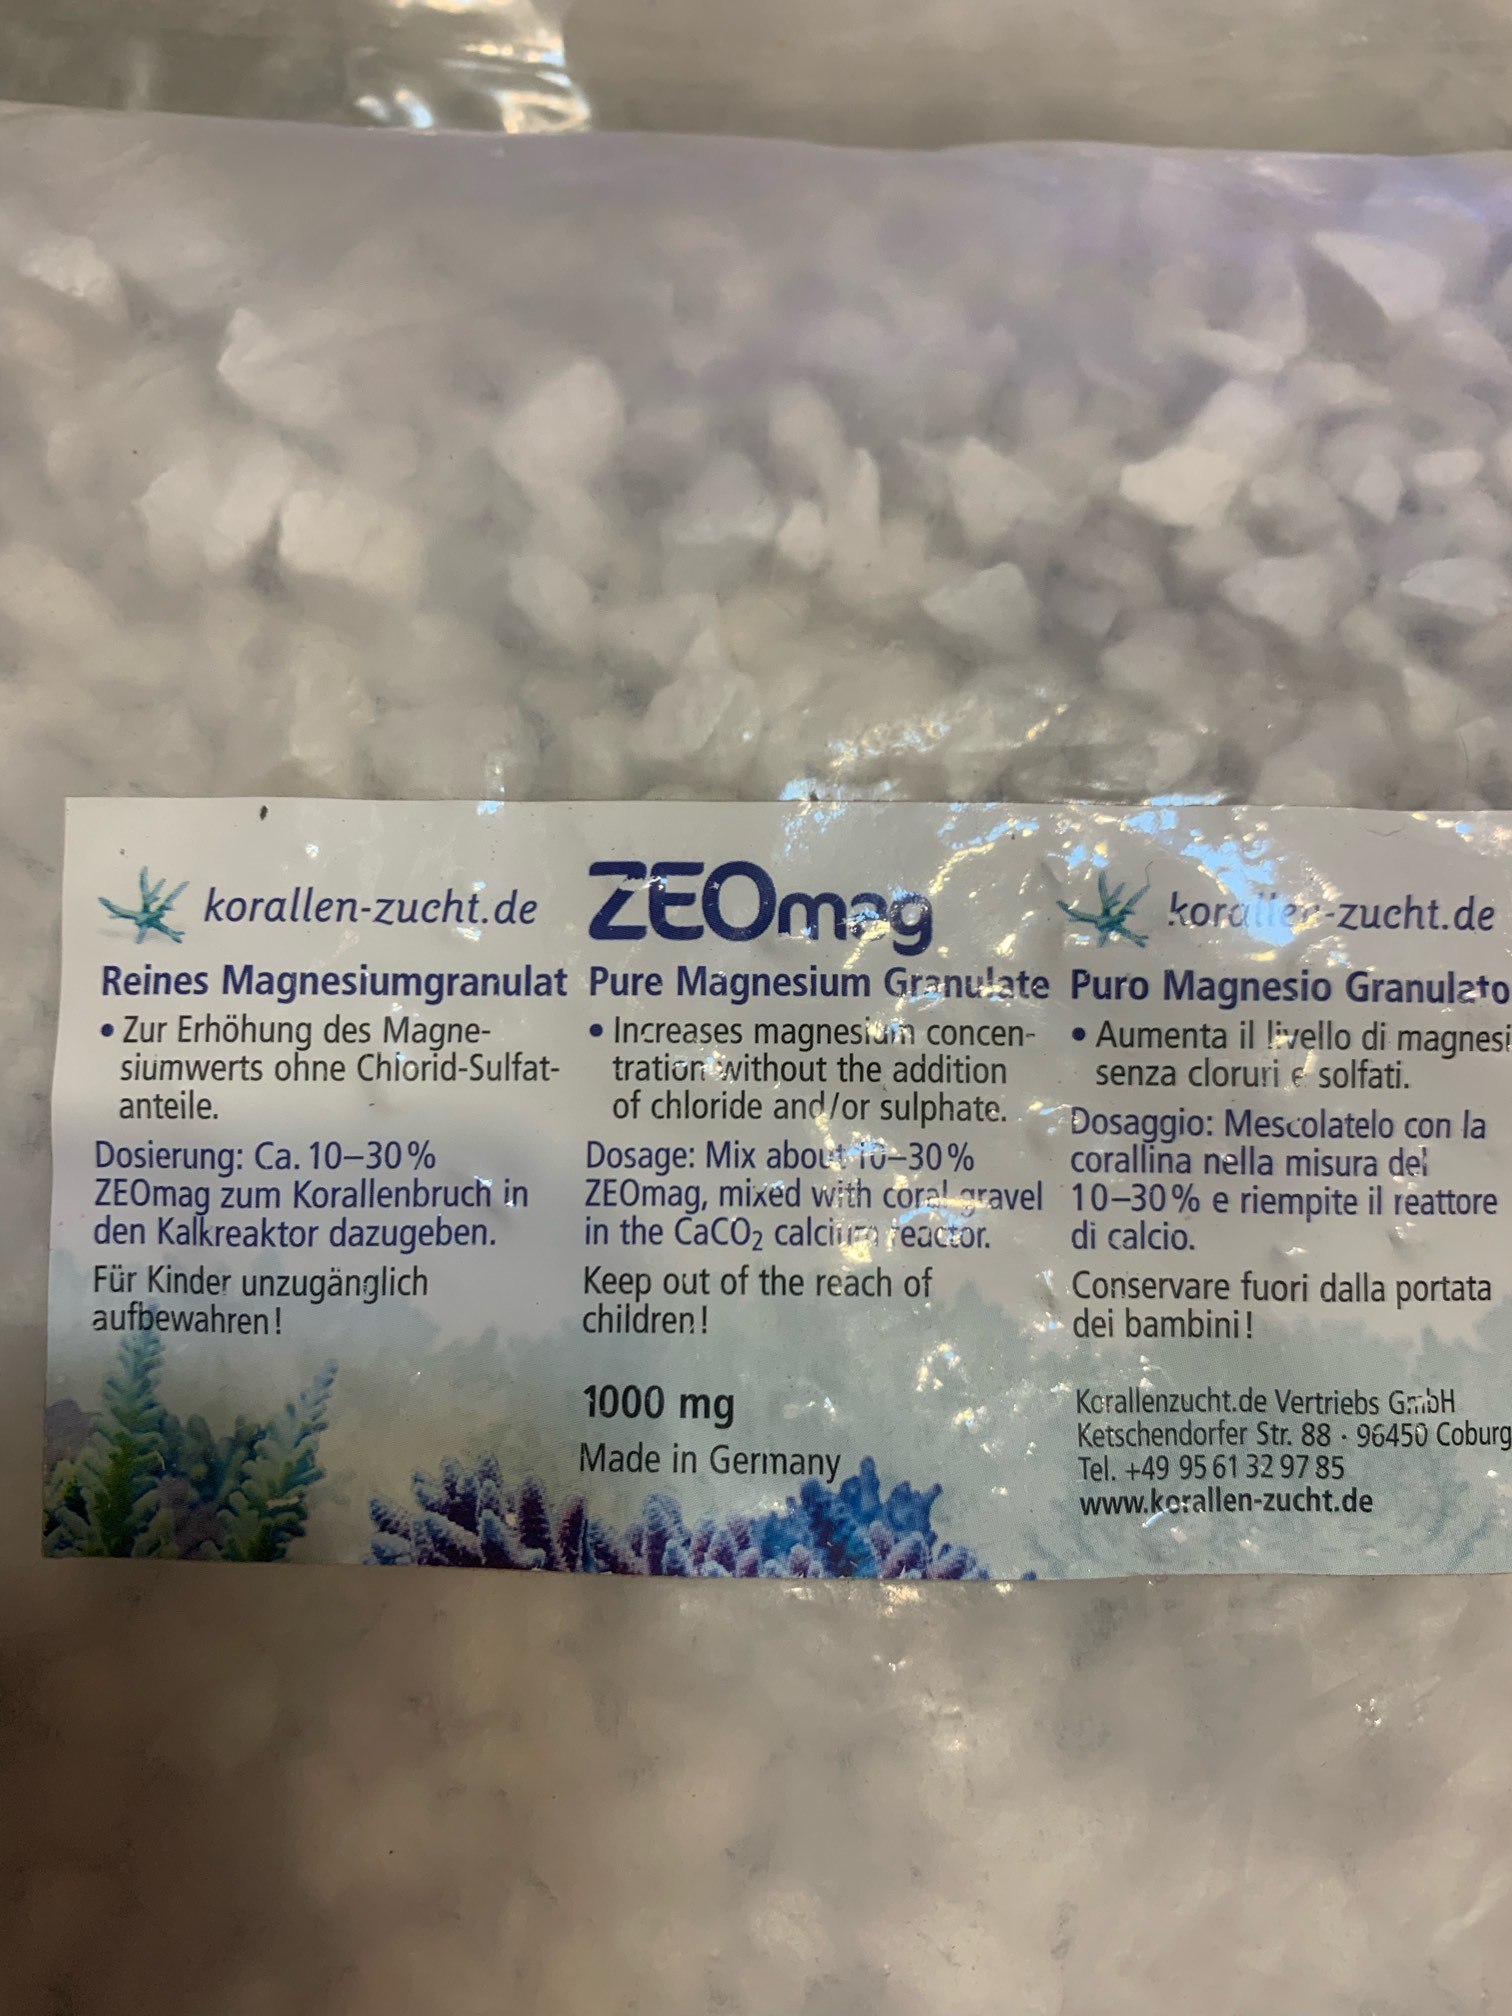 korallen-zucht.de
Reines Magnesiumgranulat
• Zur Erhöhung des Magne-
siumwerts ohne Chlorid-Sulfat-
anteile.
Dosierung: Ca. 10–30%
ZEOmag zum Korallenbruch in
den Kalkreaktor dazugeben.
Für Kinder unzugänglich
aufbewahren!
ZEOmag
Pure Magnesium Granulate
• Increases magnesium concen-
tration without the addition
of chloride and/or sulphate.
Dosage: Mix about 10–30%
ZEOmag, mixed with coral gravel
in the CaCO₂ calcium reactor.
Keep out of the reach of
children!
1000 mg
Made in Germany
korallen-zucht.de
Puro Magnesio Granulato
• Aumenta il livello di magnesi
senza cloruri e solfati.
Dosaggio: Mescolatelo con la
corallina nella misura del
10–30% e riempite il reattore
di calcio.
Conservare fuori dalla portata
dei bambini!
Korallenzucht.de Vertriebs GmbH
Ketschendorfer Str. 88 · 96450 Coburg
Tel. +49 95 61 32 97 85
www.korallen-zucht.de